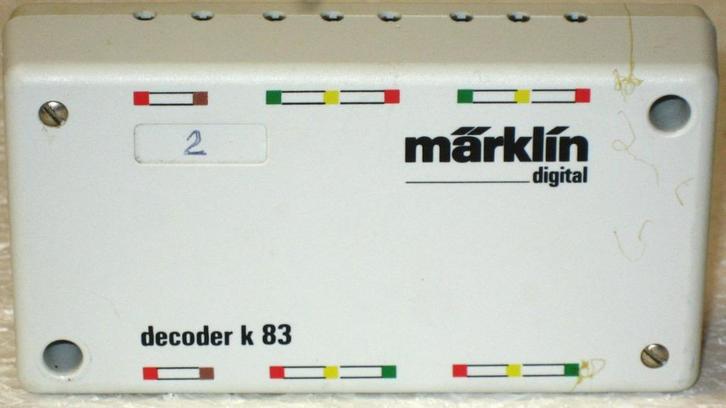 2
märklin
digital
decoder k 83